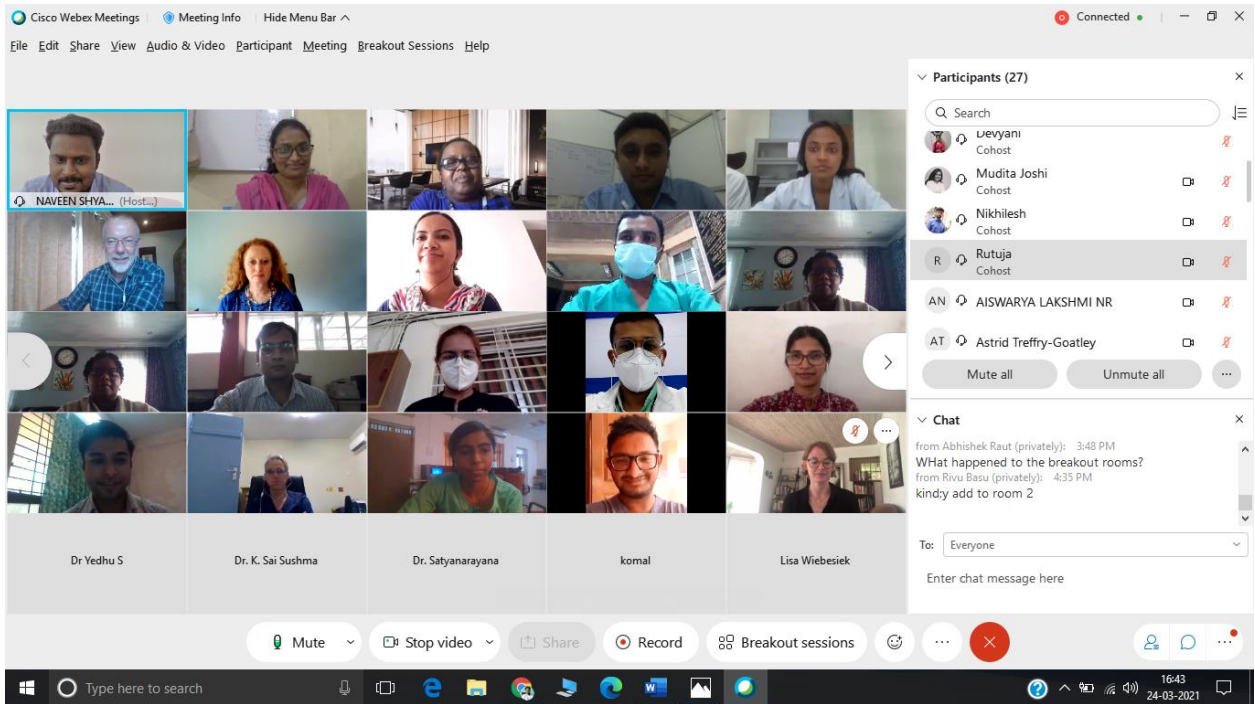 Cisco Webex Meetings
Meeting Info
Hide Menu Bar
Connected
File Edit Share View Audio & Video Participant Meeting Breakout Sessions Help
NAVEEN SHYA... (Host...)
Dr Yedhu S
Dr. K. Sai Sushma
Dr. Satyanarayana
komal
Lisa Wiebesiek
Participants (27)
Search
Devyani
Cohost
Mudita Joshi
Cohost
Nikhilesh
Cohost
R
Rutuja
Cohost
AN
AISWARYA LAKSHMI NR
AT
Astrid Treffry-Goatley
Mute all
Unmute all
Chat
from Abhishek Raut (privately): 3:48 PM
WHat happened to the breakout rooms?
from Rivu Basu (privately): 4:35 PM
kind;y add to room 2
To: Everyone
Enter chat message here
Mute
Stop video
Share
Record
Breakout sessions
Type here to search
16:43
24-03-2021